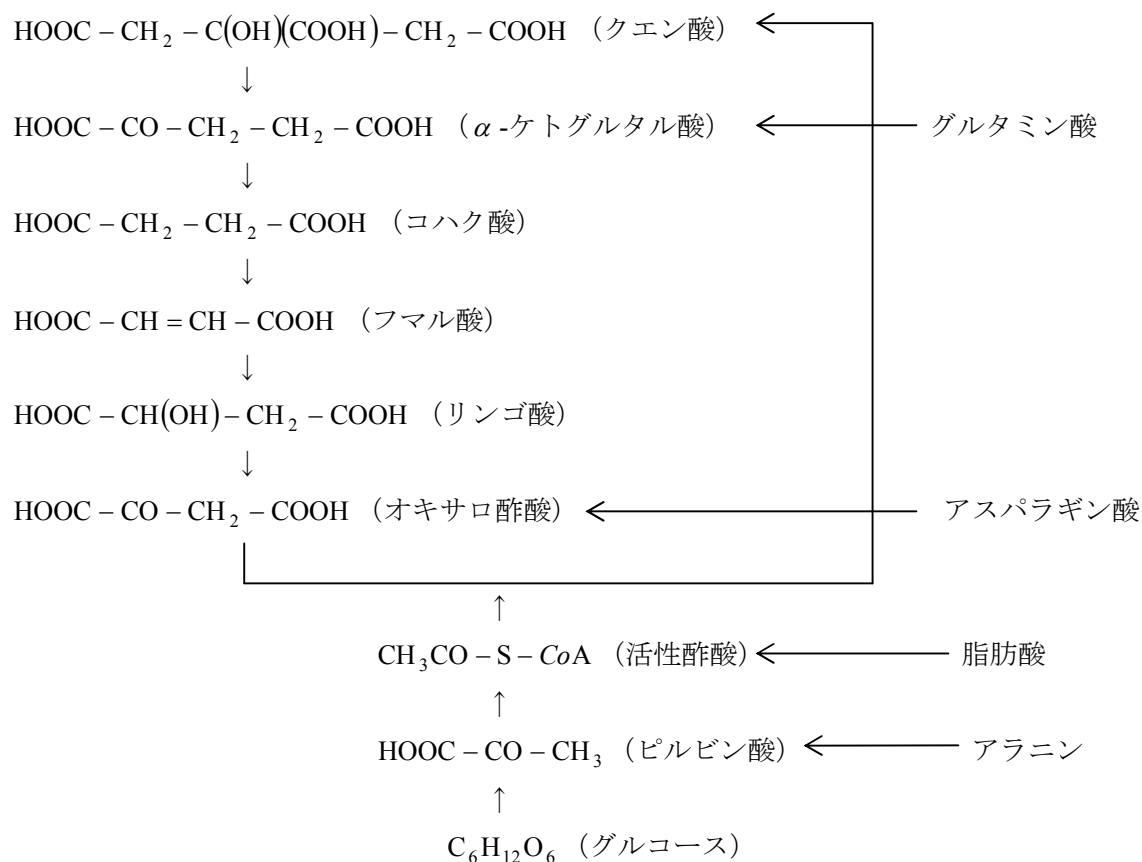 HOOC − CH₂ − C(OH)(COOH) − CH₂ − COOH （クエン酸）
↓
HOOC − CO − CH₂ − CH₂ − COOH （α-ケトグルタル酸） ← グルタミン酸
↓
HOOC − CH₂ − CH₂ − COOH （コハク酸）
↓
HOOC − CH = CH − COOH （フマル酸）
↓
HOOC − CH(OH) − CH₂ − COOH （リンゴ酸）
↓
HOOC − CO − CH₂ − COOH （オキサロ酢酸） ← アスパラギン酸
↑
CH₃CO − S − CoA （活性酢酸） ← 脂肪酸
↑
HOOC − CO − CH₃ （ピルビン酸） ← アラニン
↑
C₆H₁₂O₆ （グルコース）